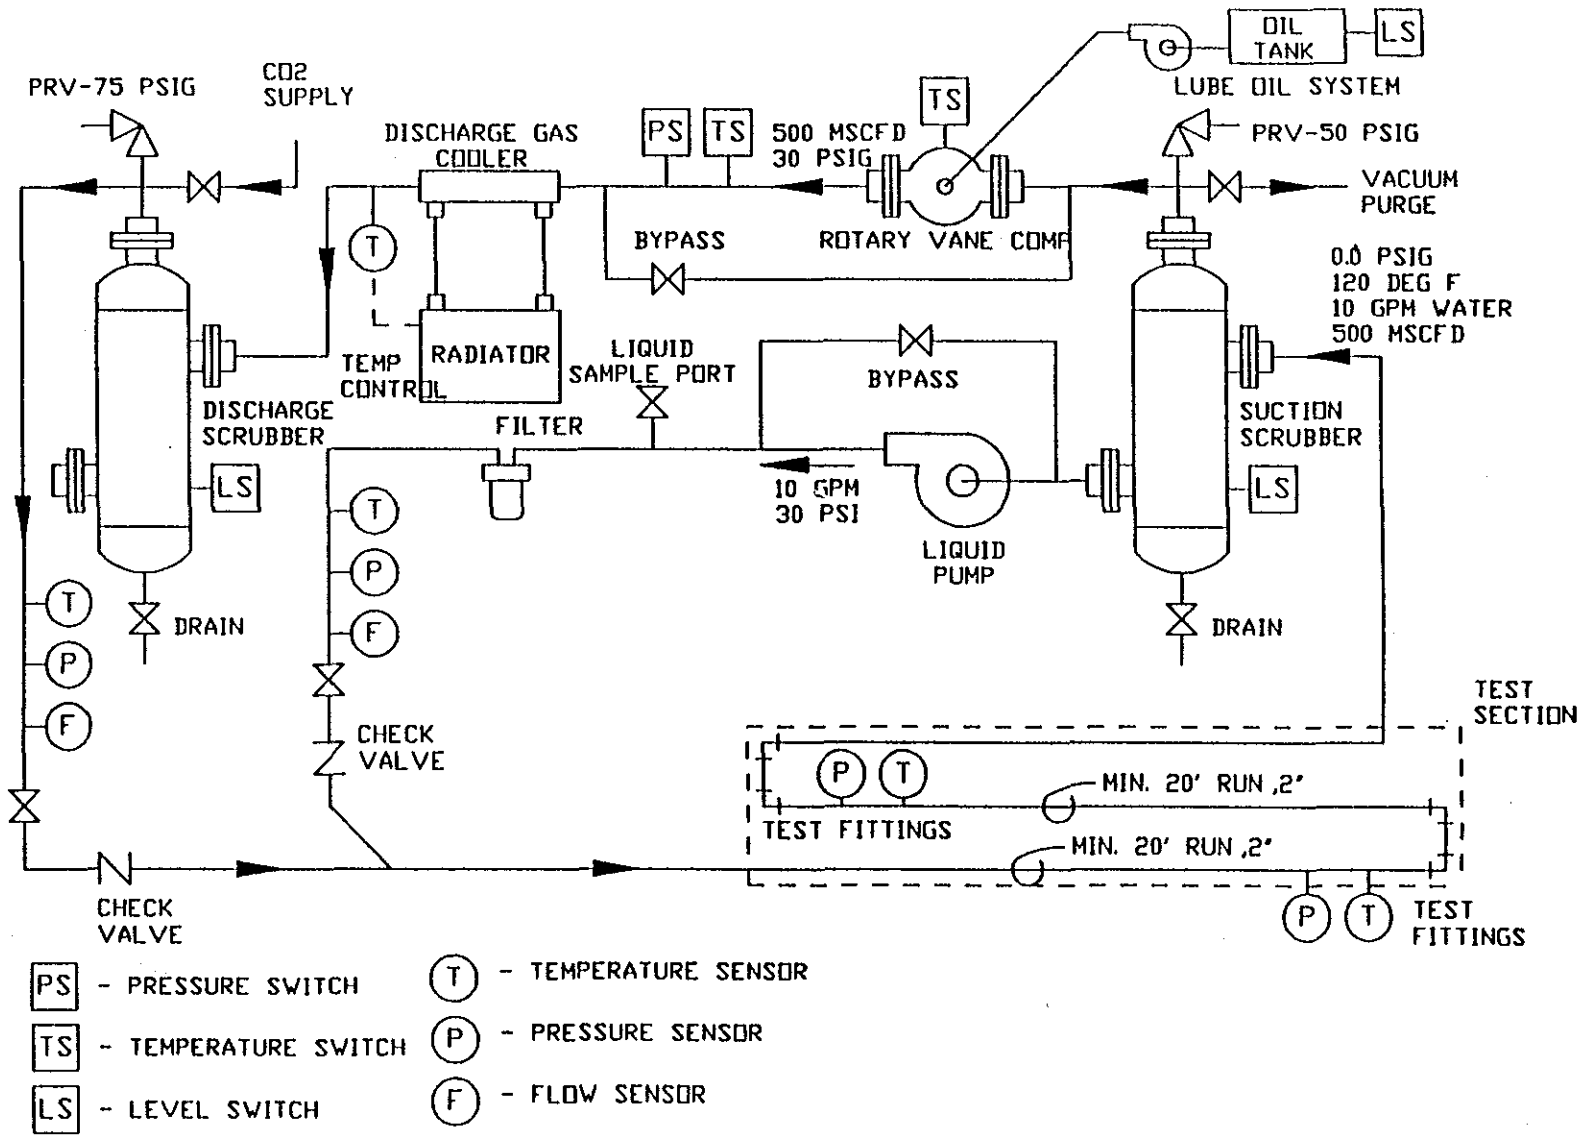 PRV-75 PSIG
CO2
SUPPLY
DISCHARGE GAS
COOLER
PS
TS
500 MSCFD
30 PSIG
TS
OIL
TANK
LS
LUBE OIL SYSTEM
PRV-50 PSIG
VACUUM
PURGE
BYPASS
ROTARY VANE COMP
T
0.0 PSIG
120 DEG F
10 GPM WATER
500 MSCFD
TEMP
CONTROL
RADIATOR
LIQUID
SAMPLE PORT
BYPASS
DISCHARGE
SCRUBBER
FILTER
SUCTION
SCRUBBER
LS
T
10 GPM
30 PSI
LS
LIQUID
PUMP
P
T
DRAIN
F
DRAIN
P
F
CHECK
VALVE
TEST
SECTION
P
T
MIN. 20' RUN ,2"
TEST FITTINGS
MIN. 20' RUN ,2"
CHECK
VALVE
P
T
TEST
FITTINGS
PS - PRESSURE SWITCH
T - TEMPERATURE SENSOR
TS - TEMPERATURE SWITCH
P - PRESSURE SENSOR
LS - LEVEL SWITCH
F - FLOW SENSOR